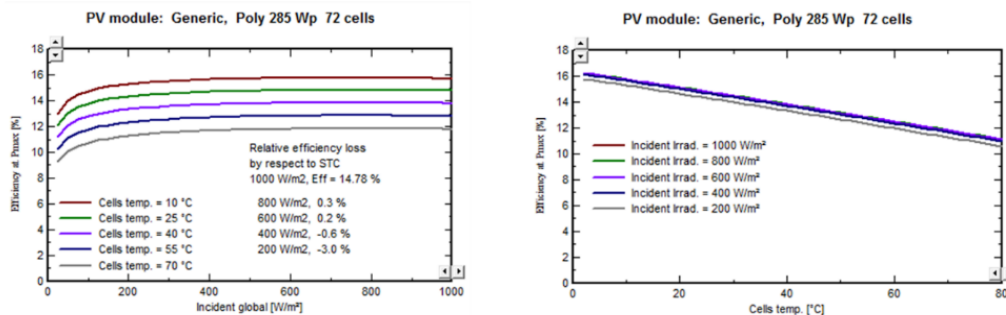 PV module: Generic, Poly 285 Wp 72 cells
18
16
14
12
10
8
6
4
2
0
Efficiency at Pmax [%]
Relative efficiency loss
by respect to STC
1000 W/m2, Eff = 14.78 %
800 W/m2, 0.3 %
600 W/m2, 0.2 %
400 W/m2, -0.6 %
200 W/m2, -3.0 %
Cells temp. = 10 °C
Cells temp. = 25 °C
Cells temp. = 40 °C
Cells temp. = 55 °C
Cells temp. = 70 °C
0 200 400 600 800 1000
Incident global [W/m²]
PV module: Generic, Poly 285 Wp 72 cells
18
16
14
12
10
8
6
4
2
0
Efficiency at Pmax [%]
Incident Irrad. = 1000 W/m²
Incident Irrad. = 800 W/m²
Incident Irrad. = 600 W/m²
Incident Irrad. = 400 W/m²
Incident Irrad. = 200 W/m²
0 20 40 60 80
Cells temp. [°C]